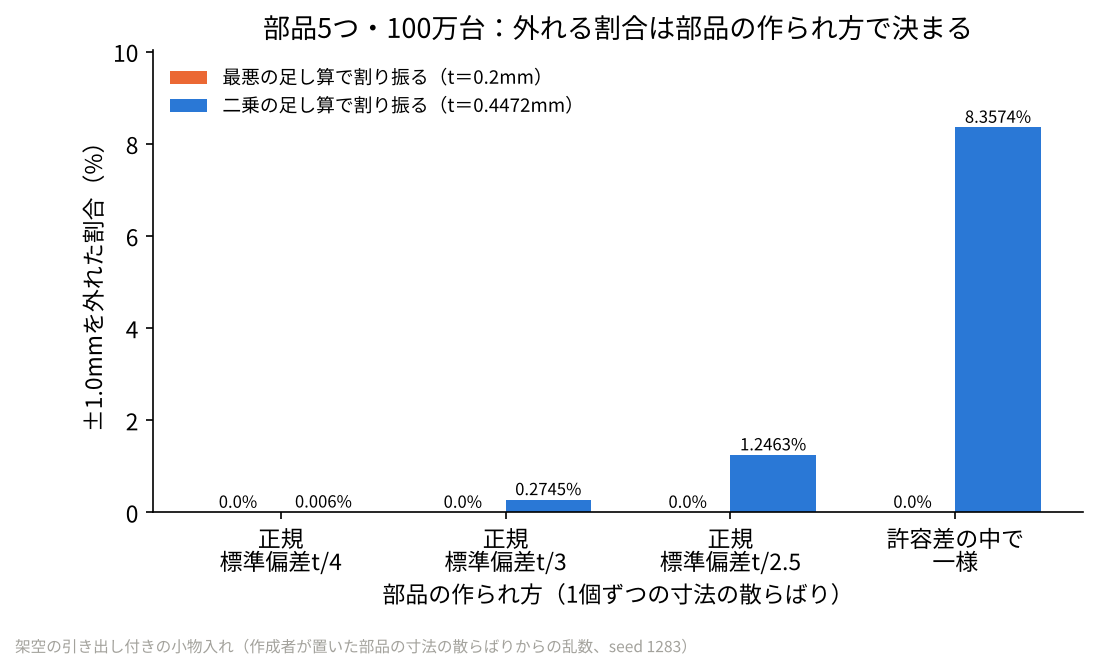 部品5つ・100万台：外れる割合は部品の作られ方で決まる
最悪の足し算で割り振る（t＝0.2mm）
二乗の足し算で割り振る（t＝0.4472mm）
±1.0mmを外れた割合（%）
10
8
6
4
2
0
0.0%
0.006%
0.0%
0.2745%
0.0%
1.2463%
0.0%
8.3574%
正規
標準偏差t/4
正規
標準偏差t/3
正規
標準偏差t/2.5
許容差の中で
一様
部品の作られ方（1個ずつの寸法の散らばり）
架空の引き出し付きの小物入れ（作成者が置いた部品の寸法の散らばりからの乱数、seed 1283）